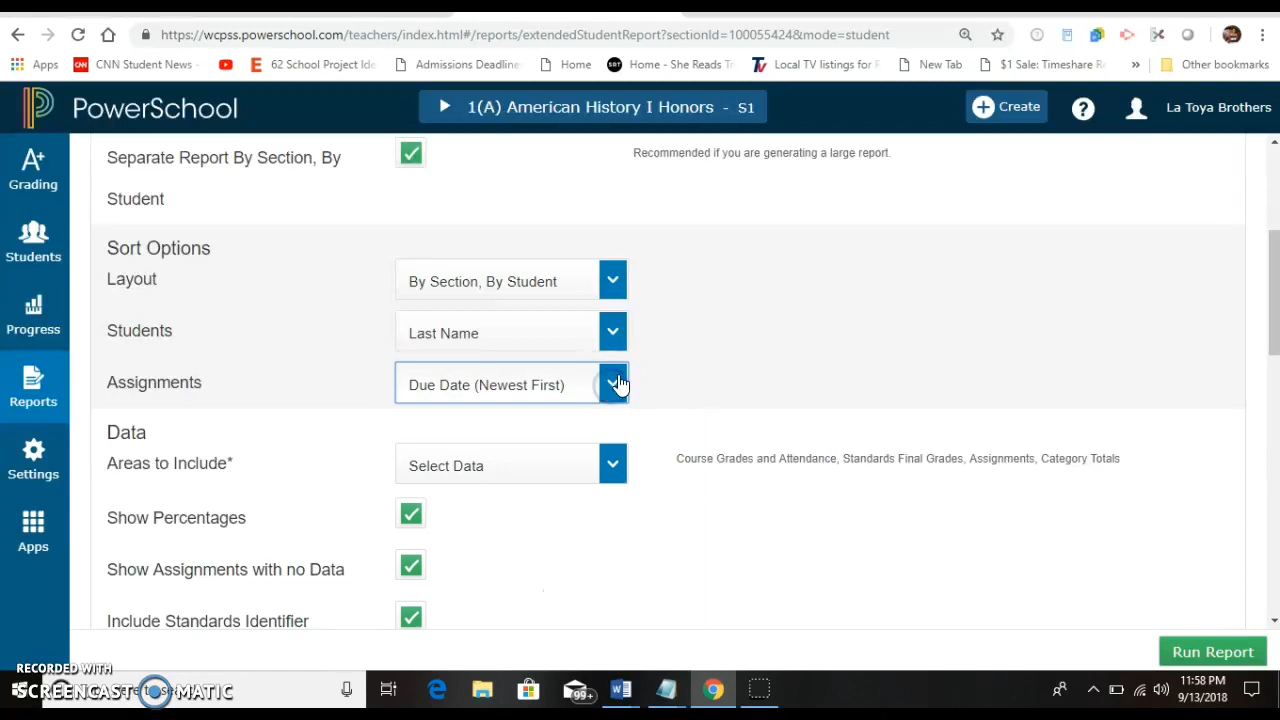 https://wcpss.powerschool.com/teachers/index.html#/reports/extendedStudentReport?sectionId=100055424&mode=student
Apps CNN Student News - 62 School Project Ide Admissions Deadline Home Home - She Reads Tr Local TV listings for F New Tab $1 Sale: Timeshare Re » Other bookmarks
PowerSchool 1(A) American History I Honors - S1 Create ? La Toya Brothers
Grading
Students
Progress
Reports
Settings
Apps
Separate Report By Section, By
Student
Recommended if you are generating a large report.
Sort Options
Layout By Section, By Student
Students Last Name
Assignments Due Date (Newest First)
Data
Areas to Include* Select Data Course Grades and Attendance, Standards Final Grades, Assignments, Category Totals
Show Percentages
Show Assignments with no Data
Include Standards Identifier
Run Report
RECORDED WITH
SCREENCAST MATIC
99+
11:58 PM
9/13/2018